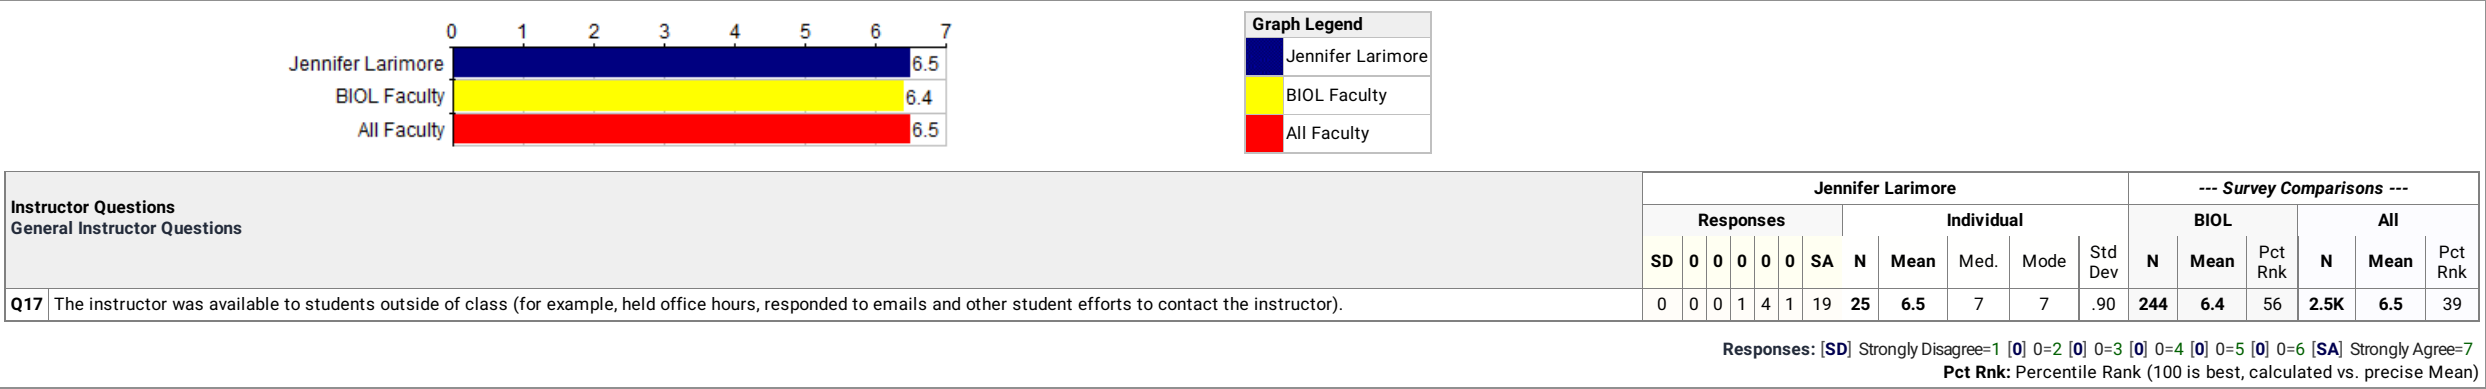 0 1 2 3 4 5 6 7
Jennifer Larimore 6.5
BIOL Faculty 6.4
All Faculty 6.5
Graph Legend
Jennifer Larimore
BIOL Faculty
All Faculty
Instructor Questions
General Instructor Questions
Jennifer Larimore --- Survey Comparisons ---
Responses Individual BIOL All
SD 0 0 0 0 0 SA N Mean Med. Mode Std Dev N Mean Pct Rnk N Mean Pct Rnk
Q17 The instructor was available to students outside of class (for example, held office hours, responded to emails and other student efforts to contact the instructor). 0 0 0 1 4 1 19 25 6.5 7 7 .90 244 6.4 56 2.5K 6.5 39
Responses: [SD] Strongly Disagree=1 [0] 0=2 [0] 0=3 [0] 0=4 [0] 0=5 [0] 0=6 [SA] Strongly Agree=7
Pct Rnk: Percentile Rank (100 is best, calculated vs. precise Mean)